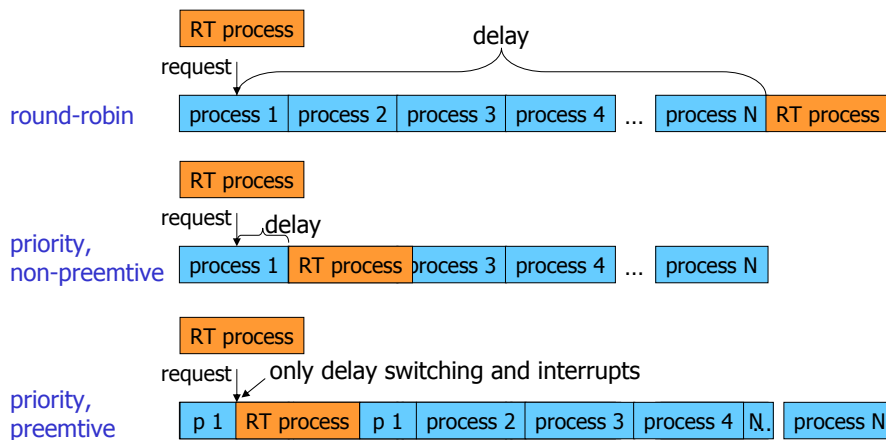 RT process
delay
request
round-robin
process 1 process 2 process 3 process 4 ... process N RT process
RT process
request
delay
priority,
non-preemtive
process 1 RT process process 3 process 4 ... process N
RT process
request
only delay switching and interrupts
priority,
preemtive
p 1 RT process p 1 process 2 process 3 process 4 process N